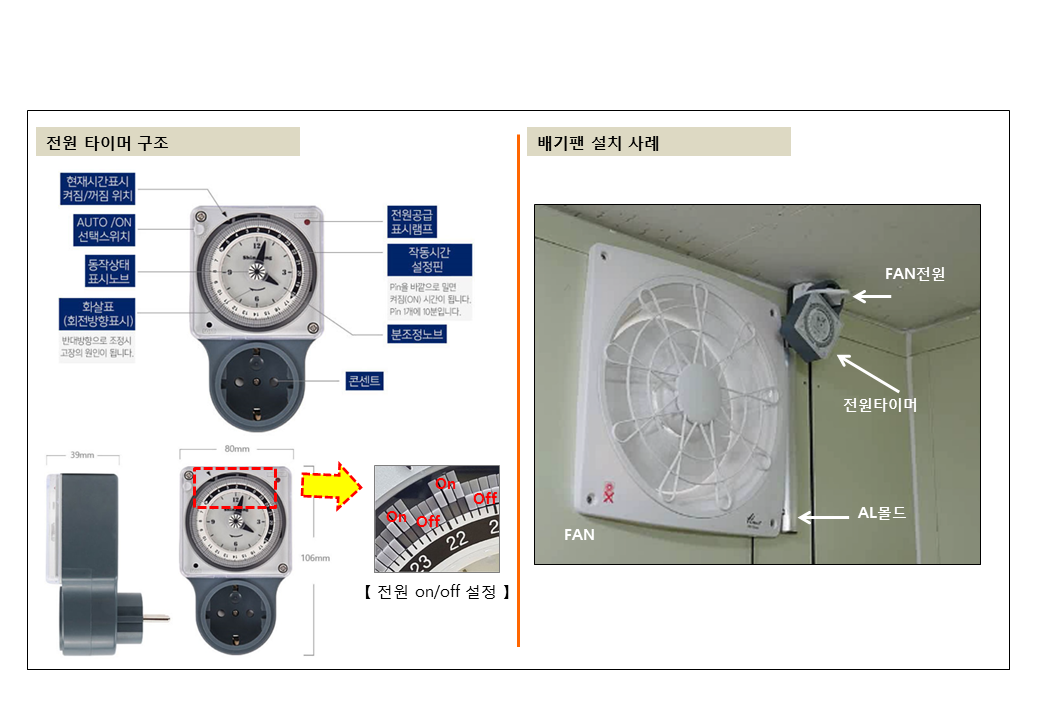 전원 타이머 구조
현재시간표시
켜짐/꺼짐 위치
AUTO /ON
선택스위치
동작상태
표시노브
화살표
(회전방향표시)
반대방향으로 조정시
고장의 원인이 됩니다.
전원공급
표시램프
작동시간
설정핀
Pin을 바깥으로 밀면
켜짐(ON) 시간이 됩니다.
Pin 1개에 10분입니다.
분조정노브
콘센트
12
3
6
9
39mm
80mm
106mm
On
Off
On
Off
23
22
21
【 전원 on/off 설정 】
배기팬 설치 사례
FAN전원
전원타이머
AL몰드
FAN